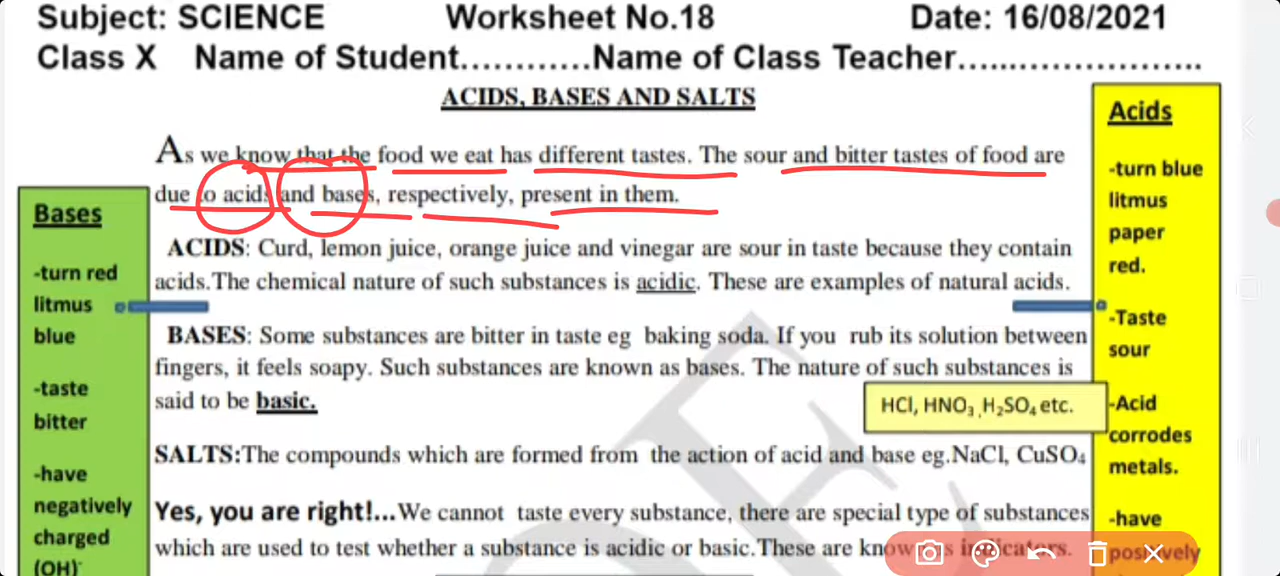 Subject: SCIENCE Worksheet No.18 Date: 16/08/2021
Class X Name of Student............Name of Class Teacher.......................
ACIDS, BASES AND SALTS
As we know that the food we eat has different tastes. The sour and bitter tastes of food are
due to acids and bases, respectively, present in them.
ACIDS: Curd, lemon juice, orange juice and vinegar are sour in taste because they contain
acids.The chemical nature of such substances is acidic. These are examples of natural acids.
BASES: Some substances are bitter in taste eg baking soda. If you rub its solution between
fingers, it feels soapy. Such substances are known as bases. The nature of such substances is
said to be basic.
HCl, HNO₃ ,H₂SO₄ etc.
SALTS:The compounds which are formed from the action of acid and base eg.NaCl, CuSO₄
Yes, you are right!...We cannot taste every substance, there are special type of substances
which are used to test whether a substance is acidic or basic.These are known as indicators.
Bases
-turn red
litmus
blue
-taste
bitter
-have
negatively
charged
(OH)⁻
Acids
-turn blue
litmus
paper
red.
-Taste
sour
-Acid
corrodes
metals.
-have
positively